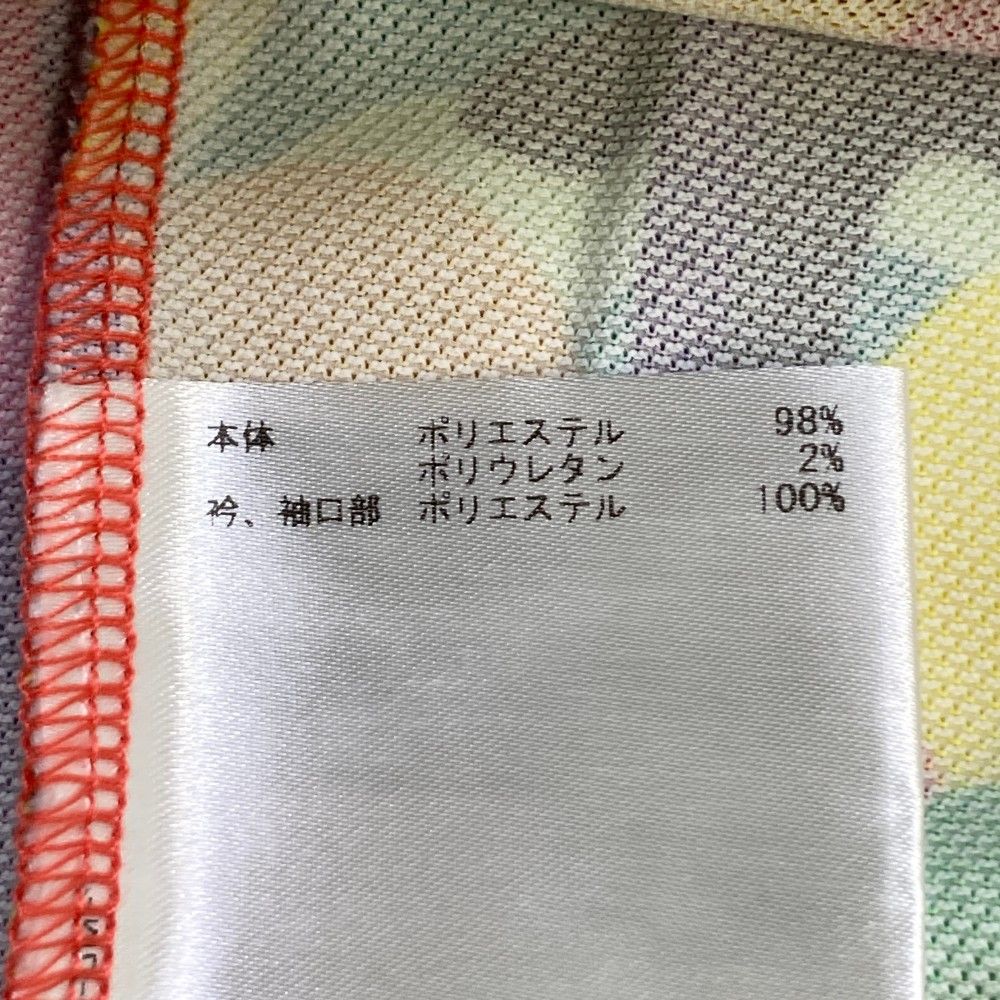 本体 ポリエステル 98%
ポリウレタン 2%
衿、袖口部 ポリエステル 100%